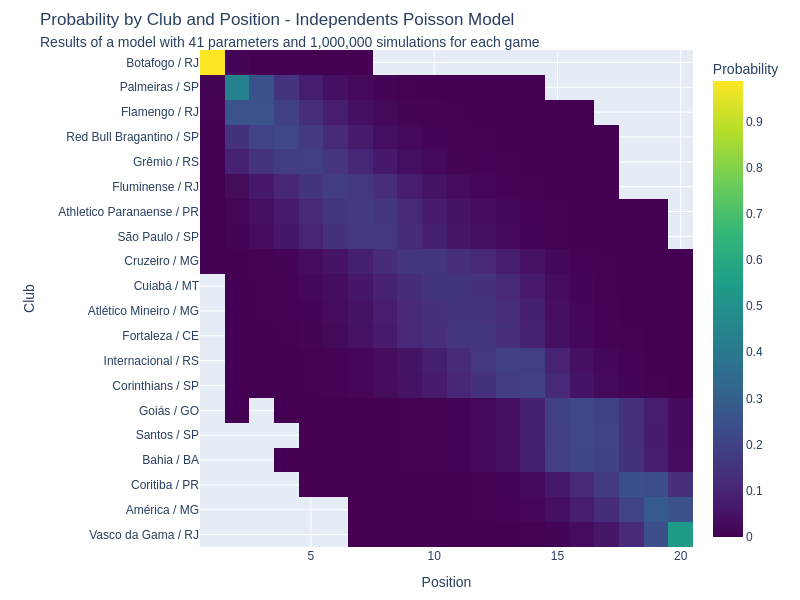 Probability by Club and Position - Independents Poisson Model
Results of a model with 41 parameters and 1,000,000 simulations for each game
Probability
Botafogo / RJ
Palmeiras / SP
Flamengo / RJ
Red Bull Bragantino / SP
Grêmio / RS
Fluminense / RJ
Athletico Paranaense / PR
São Paulo / SP
Cruzeiro / MG
Cuiabá / MT
Atlético Mineiro / MG
Fortaleza / CE
Internacional / RS
Corinthians / SP
Goiás / GO
Santos / SP
Bahia / BA
Coritiba / PR
América / MG
Vasco da Gama / RJ
Club
0.9
0.8
0.7
0.6
0.5
0.4
0.3
0.2
0.1
0
5
10
15
20
Position